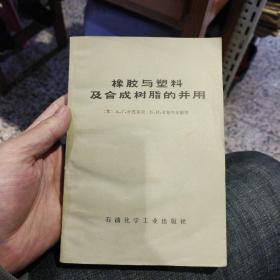 橡胶与塑料
及合成树脂的并用
石油化学工业出版社